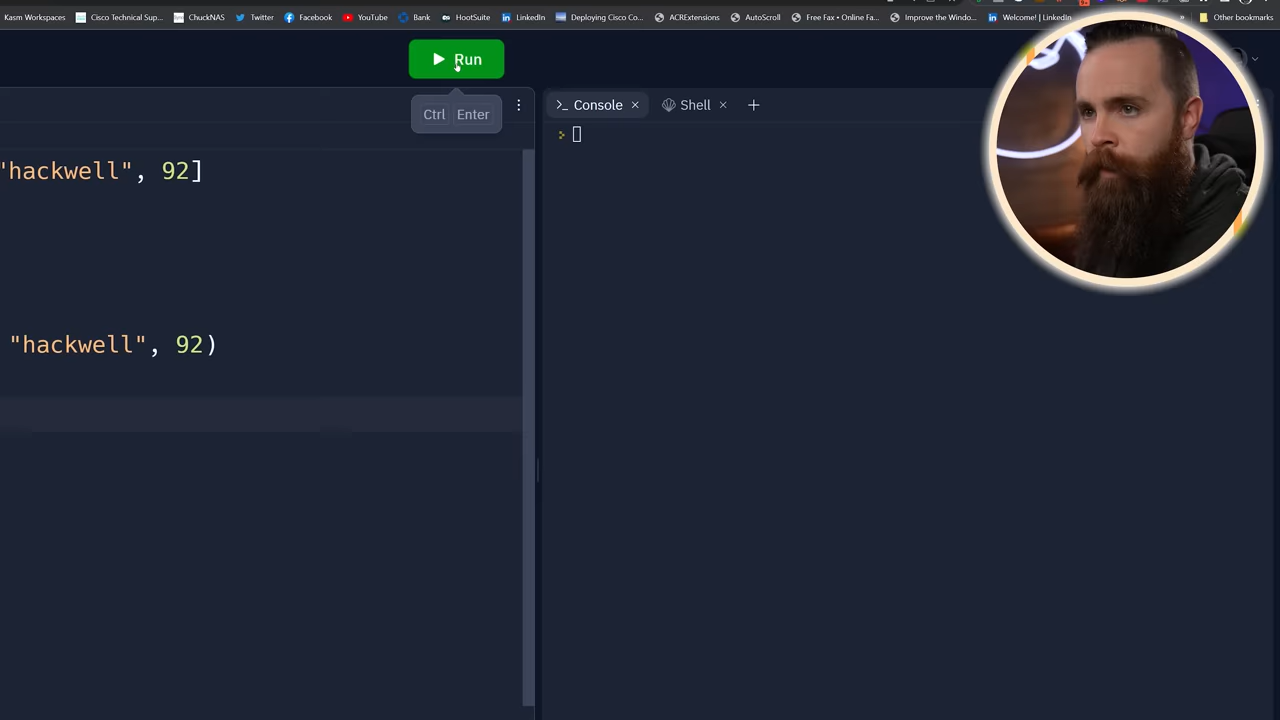 Kasm Workspaces Cisco Technical Sup... ChuckNAS Twitter Facebook YouTube Bank HootSuite LinkedIn Deploying Cisco Co... ACRExtensions AutoScroll Free Fax • Online Fa... Improve the Windo... Welcome! | LinkedIn » Other bookmarks
Run
Ctrl Enter
>_ Console × Shell × +
"hackwell", 92]
"hackwell", 92)